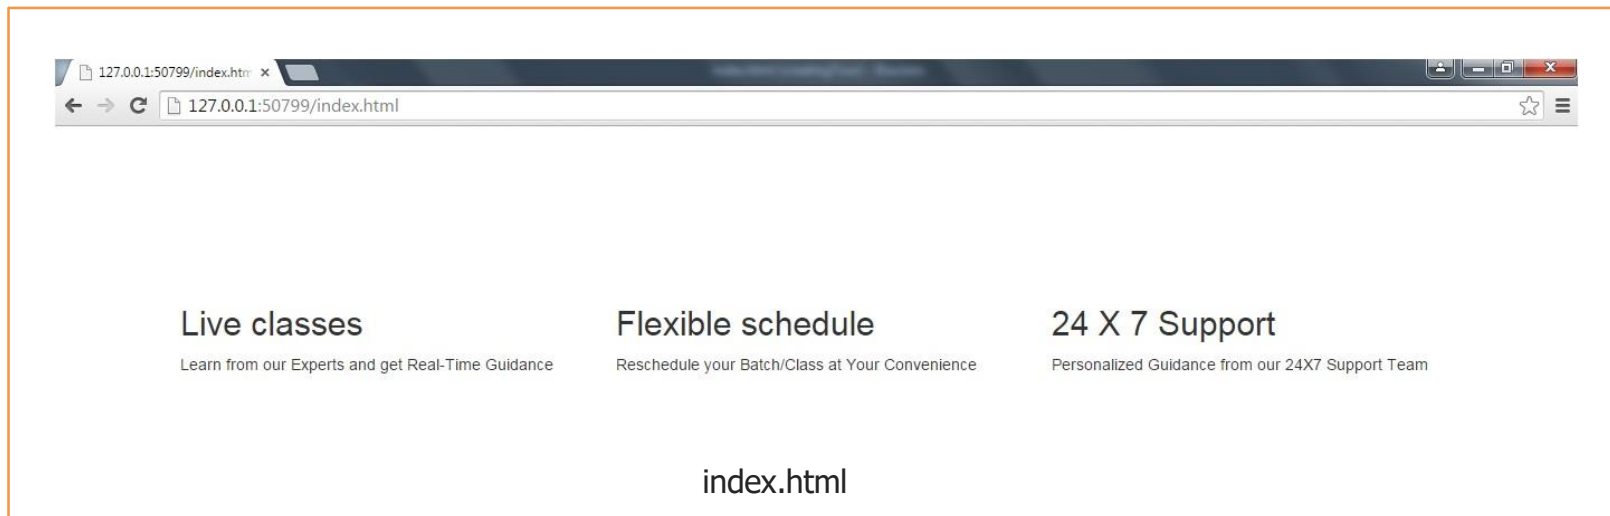 127.0.0.1:50799/index.htm
127.0.0.1:50799/index.html
Live classes
Learn from our Experts and get Real-Time Guidance
Flexible schedule
Reschedule your Batch/Class at Your Convenience
24 X 7 Support
Personalized Guidance from our 24X7 Support Team
index.html